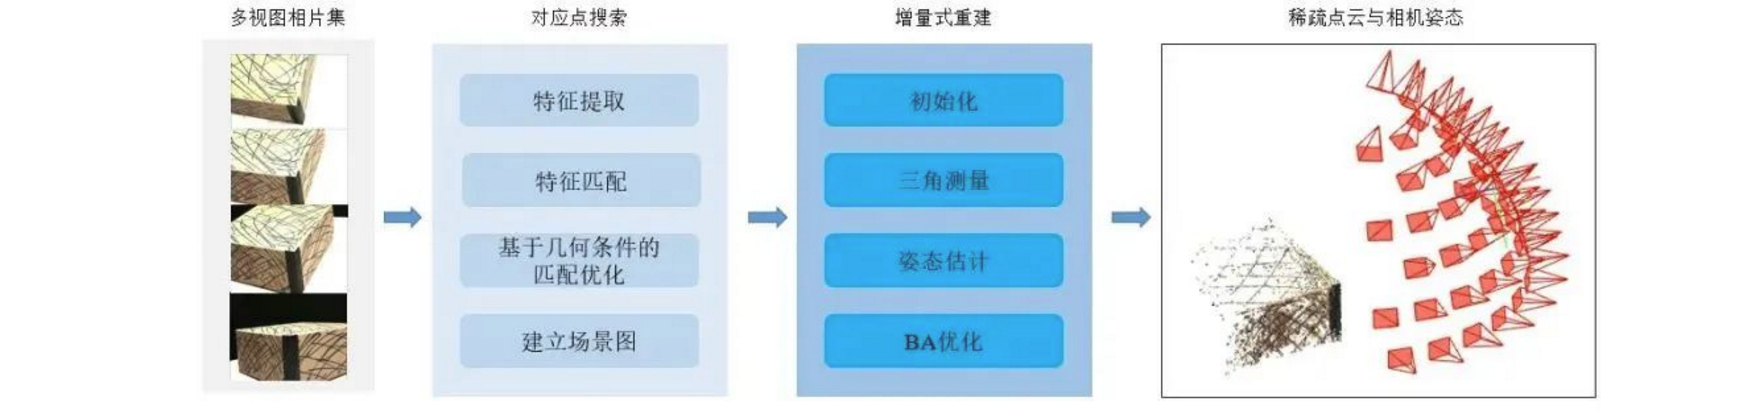 多视图相片集
对应点搜索
增量式重建
稀疏点云与相机姿态
特征提取
特征匹配
基于几何条件的
匹配优化
建立场景图
初始化
三角测量
姿态估计
BA优化